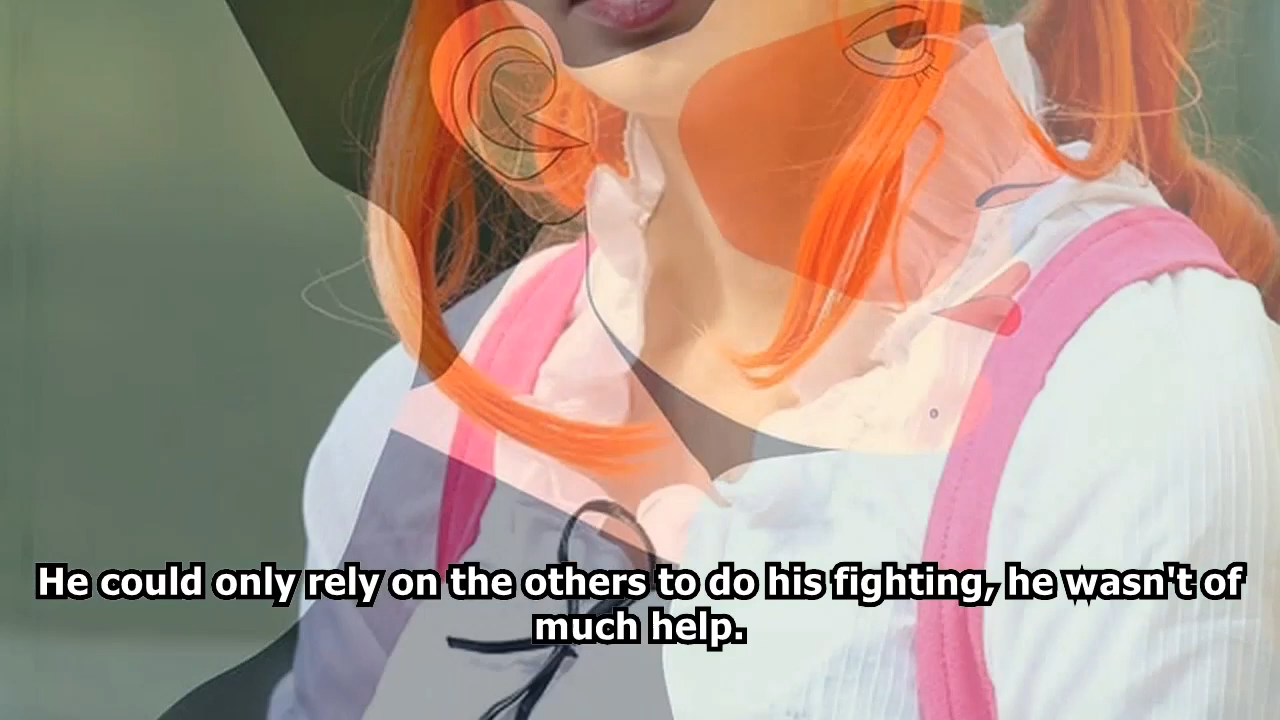 He could only rely on the others to do his fighting, he wasn't of
much help.